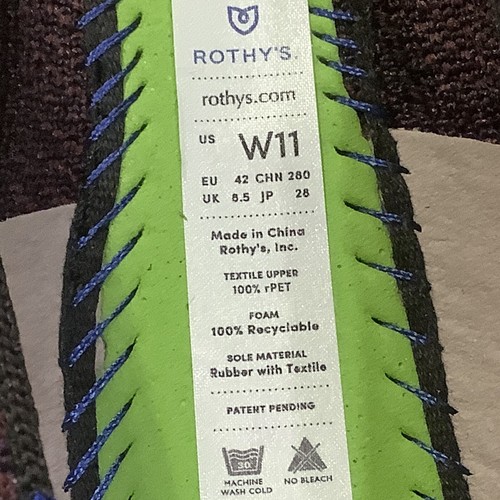 ROTHY'S.
rothys.com
US W11
EU 42 CHN 280
UK 8.5 JP 28
Made in China
Rothy's, Inc.
TEXTILE UPPER
100% rPET
FOAM
100% Recyclable
SOLE MATERIAL
Rubber with Textile
PATENT PENDING
30
MACHINE
WASH COLD
NO BLEACH